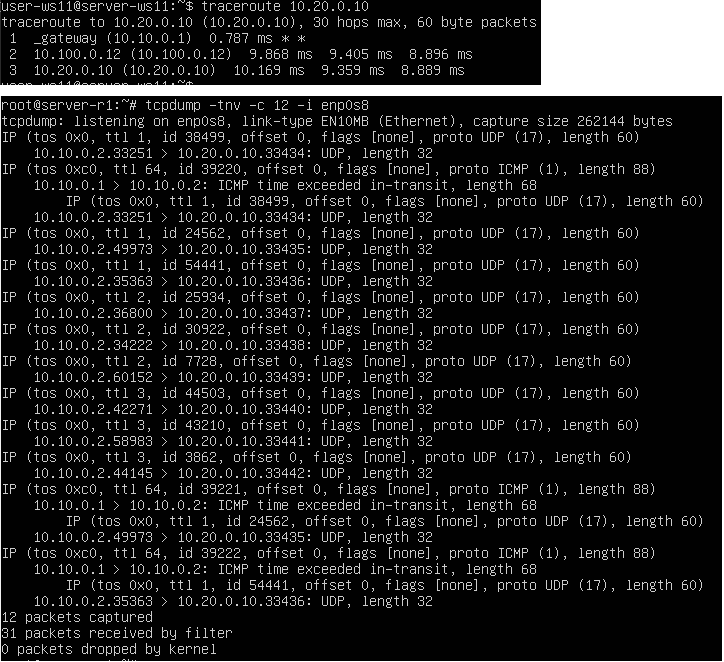 user-ws11@server-ws11:~$ traceroute 10.20.0.10
traceroute to 10.20.0.10 (10.20.0.10), 30 hops max, 60 byte packets
 1  _gateway (10.10.0.1)  0.787 ms * *
 2  10.100.0.12 (10.100.0.12)  9.868 ms  9.405 ms  8.896 ms
 3  10.20.0.10 (10.20.0.10)  10.169 ms  9.359 ms  8.889 ms
user-ws11@server-ws11:~$
root@server-r1:~# tcpdump -tnv -c 12 -i enp0s8
tcpdump: listening on enp0s8, link-type EN10MB (Ethernet), capture size 262144 bytes
IP (tos 0x0, ttl 1, id 38499, offset 0, flags [none], proto UDP (17), length 60)
    10.10.0.2.33251 > 10.20.0.10.33434: UDP, length 32
IP (tos 0xc0, ttl 64, id 39220, offset 0, flags [none], proto ICMP (1), length 88)
    10.10.0.1 > 10.10.0.2: ICMP time exceeded in-transit, length 68
        IP (tos 0x0, ttl 1, id 38499, offset 0, flags [none], proto UDP (17), length 60)
    10.10.0.2.33251 > 10.20.0.10.33434: UDP, length 32
IP (tos 0x0, ttl 1, id 24562, offset 0, flags [none], proto UDP (17), length 60)
    10.10.0.2.49973 > 10.20.0.10.33435: UDP, length 32
IP (tos 0x0, ttl 1, id 54441, offset 0, flags [none], proto UDP (17), length 60)
    10.10.0.2.35363 > 10.20.0.10.33436: UDP, length 32
IP (tos 0x0, ttl 2, id 25934, offset 0, flags [none], proto UDP (17), length 60)
    10.10.0.2.36800 > 10.20.0.10.33437: UDP, length 32
IP (tos 0x0, ttl 2, id 30922, offset 0, flags [none], proto UDP (17), length 60)
    10.10.0.2.34222 > 10.20.0.10.33438: UDP, length 32
IP (tos 0x0, ttl 2, id 7728, offset 0, flags [none], proto UDP (17), length 60)
    10.10.0.2.60152 > 10.20.0.10.33439: UDP, length 32
IP (tos 0x0, ttl 3, id 44503, offset 0, flags [none], proto UDP (17), length 60)
    10.10.0.2.42271 > 10.20.0.10.33440: UDP, length 32
IP (tos 0x0, ttl 3, id 43210, offset 0, flags [none], proto UDP (17), length 60)
    10.10.0.2.58983 > 10.20.0.10.33441: UDP, length 32
IP (tos 0x0, ttl 3, id 3862, offset 0, flags [none], proto UDP (17), length 60)
    10.10.0.2.44145 > 10.20.0.10.33442: UDP, length 32
IP (tos 0xc0, ttl 64, id 39221, offset 0, flags [none], proto ICMP (1), length 88)
    10.10.0.1 > 10.10.0.2: ICMP time exceeded in-transit, length 68
        IP (tos 0x0, ttl 1, id 24562, offset 0, flags [none], proto UDP (17), length 60)
    10.10.0.2.49973 > 10.20.0.10.33435: UDP, length 32
IP (tos 0xc0, ttl 64, id 39222, offset 0, flags [none], proto ICMP (1), length 88)
    10.10.0.1 > 10.10.0.2: ICMP time exceeded in-transit, length 68
        IP (tos 0x0, ttl 1, id 54441, offset 0, flags [none], proto UDP (17), length 60)
    10.10.0.2.35363 > 10.20.0.10.33436: UDP, length 32
12 packets captured
31 packets received by filter
0 packets dropped by kernel